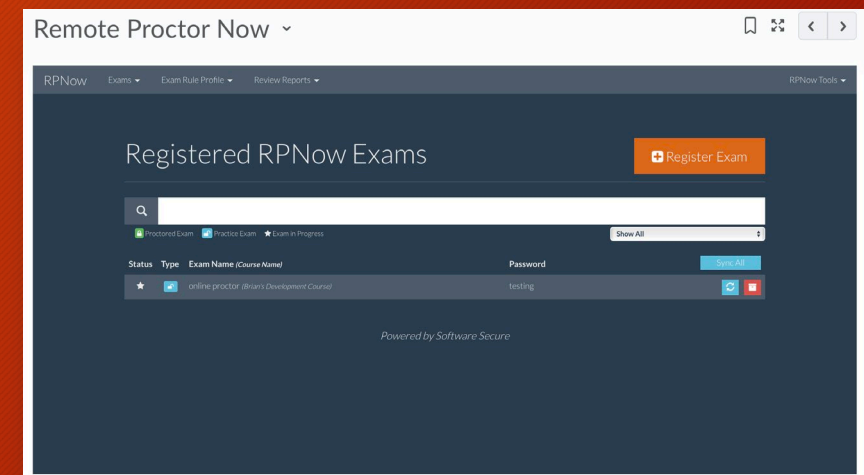 Remote Proctor Now
RPNow Exams Exam Rule Profile Review Reports RPNow Tools
Registered RPNow Exams
Register Exam
Proctored Exam Practice Exam Exam in Progress Show All
Status Type Exam Name (Course Name) Password Sync All
online proctor (Brian's Development Course) testing
Powered by Software Secure